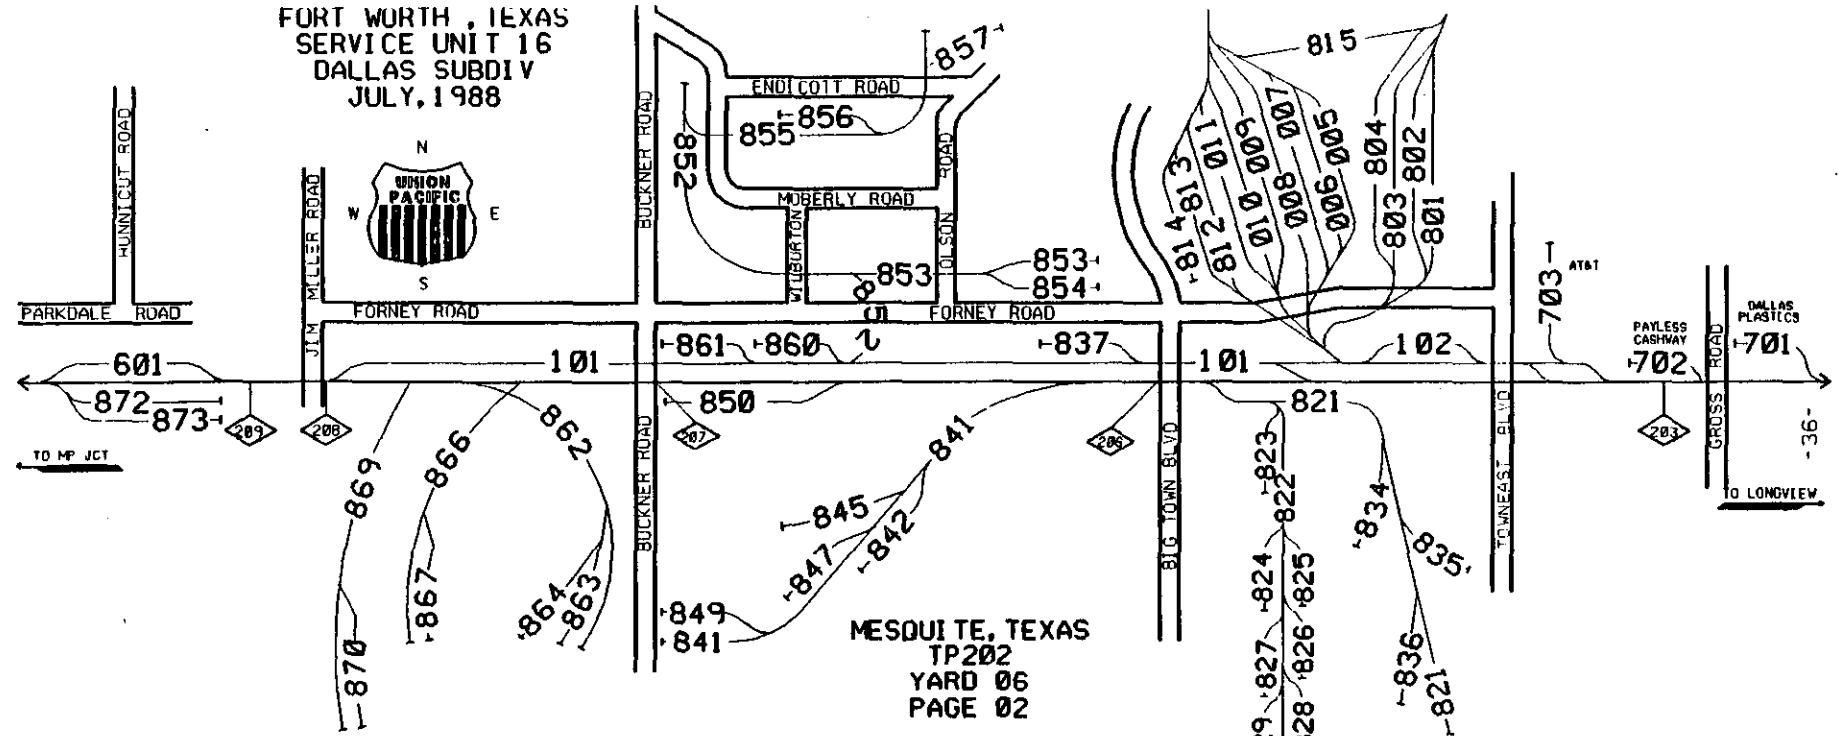 FORT WORTH , TEXAS
SERVICE UNIT 16
DALLAS SUBDIV
JULY, 1988
N
W
E
S
UNION
PACIFIC
HUNNICUT ROAD
JIM MILLER ROAD
BUCKNER ROAD
PARKDALE ROAD
FORNEY ROAD
FORNEY ROAD
ENDICOTT ROAD
MOBERLY ROAD
WILBURTON
OLSON ROAD
857
856
855
852
853
853
854
852
815
814
813
812
011
010
009
008
007
006
005
804
803
802
801
703
AT&T
PAYLESS
CASHWAY
702
GROSS ROAD
DALLAS
PLASTICS
701
601
872
873
209
208
101
861
860
837
101
102
850
207
206
203
821
-36-
TO MP JCT
TO LONGVIEW
869
866
862
870
867
864
863
BUCKNER ROAD
841
845
847
842
849
841
BIG TOWN BLVD
TOWNEAST BLVD
823
822
824
825
827
826
828
834
835
836
821
MESQUITE, TEXAS
TP202
YARD 06
PAGE 02